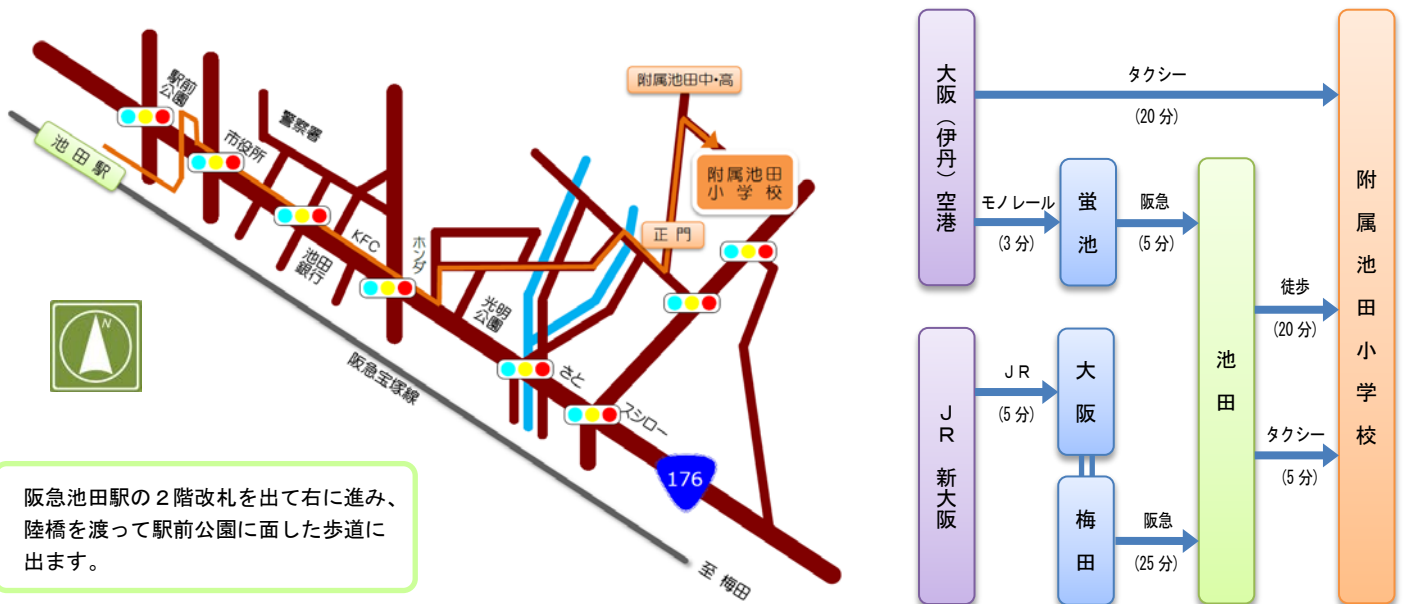 駅前
公園
池田駅
市役所
警察署
KFC
池田
銀行
ホンダ
光明
公園
さと
スシロー
阪急宝塚線
至 梅田
176
N
附属池田中・高
附属池田
小学校
正門
阪急池田駅の２階改札を出て右に進み、
陸橋を渡って駅前公園に面した歩道に
出ます。
大阪（伊丹）空港
タクシー
(20 分)
モノレール
(3 分)
蛍池
阪急
(5 分)
ＪＲ 新大阪
ＪＲ
(5 分)
大阪
梅田
阪急
(25 分)
池田
徒歩
(20 分)
タクシー
(5 分)
附属池田小学校